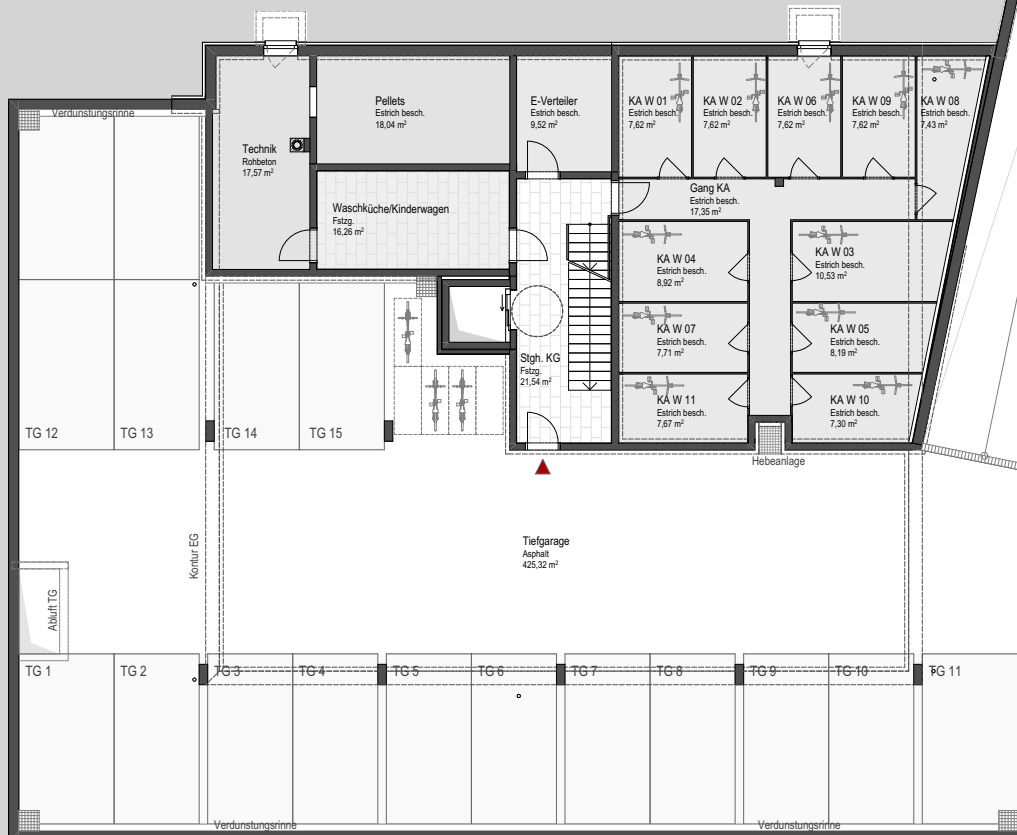 Verdunstungsrinne
Technik
Rohbeton
17,57 m²
Pellets
Estrich besch.
18,04 m²
E-Verteiler
Estrich besch.
9,52 m²
KA W 01
Estrich besch.
7,62 m²
KA W 02
Estrich besch.
7,62 m²
KA W 06
Estrich besch.
7,62 m²
KA W 09
Estrich besch.
7,62 m²
KA W 08
Estrich besch.
7,43 m²
Waschküche/Kinderwagen
Fstzg.
16,26 m²
Gang KA
Estrich besch.
17,35 m²
KA W 04
Estrich besch.
8,92 m²
KA W 03
Estrich besch.
10,53 m²
KA W 07
Estrich besch.
7,71 m²
KA W 05
Estrich besch.
8,19 m²
Stgh. KG
Fstzg.
21,54 m²
KA W 11
Estrich besch.
7,67 m²
KA W 10
Estrich besch.
7,30 m²
TG 12
TG 13
TG 14
TG 15
Hebeanlage
Kontur EG
Tiefgarage
Asphalt
425,32 m²
Abluft TG
TG 1
TG 2
TG 3
TG 4
TG 5
TG 6
TG 7
TG 8
TG 9
TG 10
TG 11
Verdunstungsrinne
Verdunstungsrinne